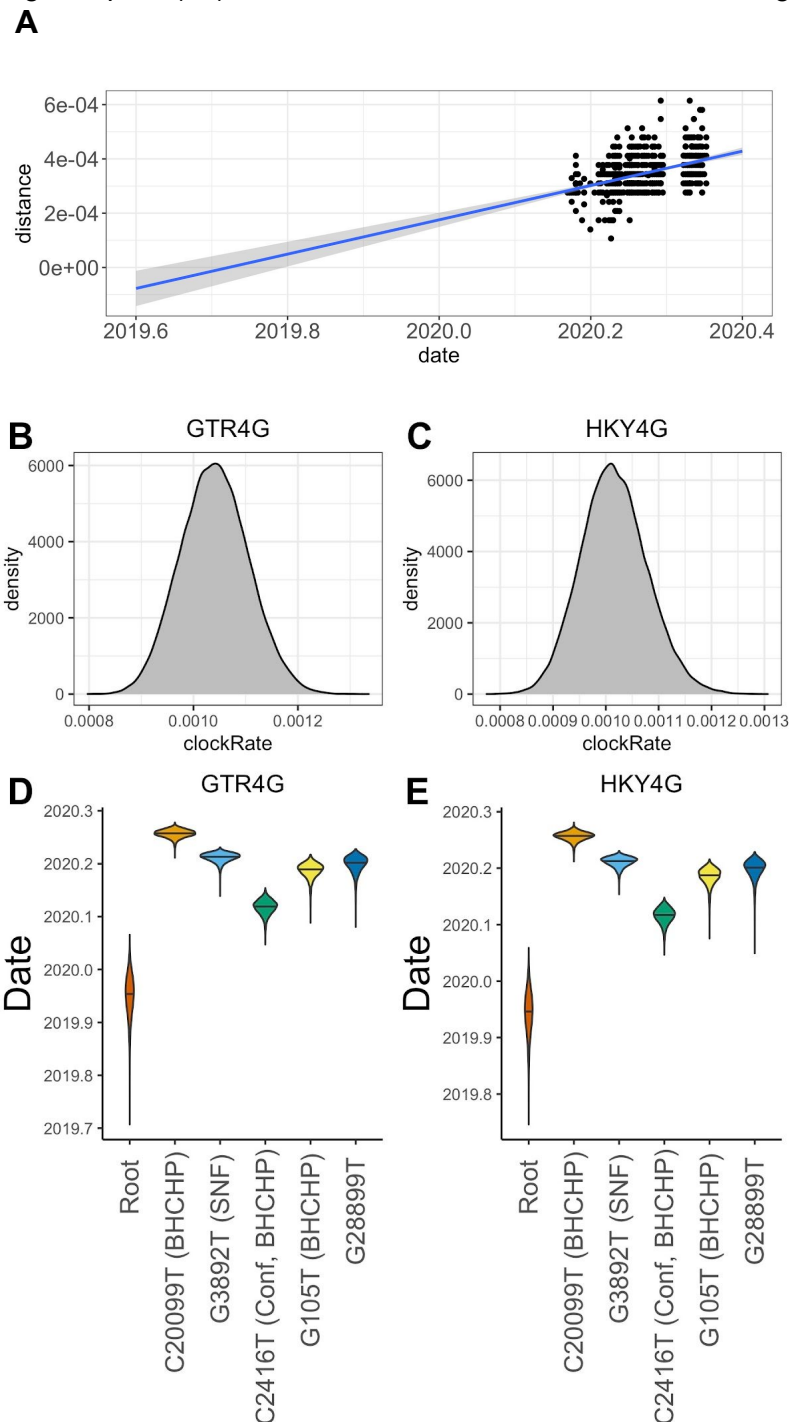 A
6e-04
4e-04
2e-04
0e+00
distance
2019.6 2019.8 2020.0 2020.2 2020.4
date
B GTR4G
6000
4000
2000
0
density
0.0008 0.0010 0.0012
clockRate
C HKY4G
6000
4000
2000
0
density
0.0008 0.0009 0.0010 0.0011 0.0012 0.0013
clockRate
D GTR4G
2020.3
2020.2
2020.1
2020.0
2019.9
2019.8
2019.7
Date
Root
C20099T (BHCHP)
G3892T (SNF)
C2416T (Conf, BHCHP)
G105T (BHCHP)
G28899T
E HKY4G
2020.3
2020.2
2020.1
2020.0
2019.9
2019.8
Date
Root
C20099T (BHCHP)
G3892T (SNF)
C2416T (Conf, BHCHP)
G105T (BHCHP)
G28899T